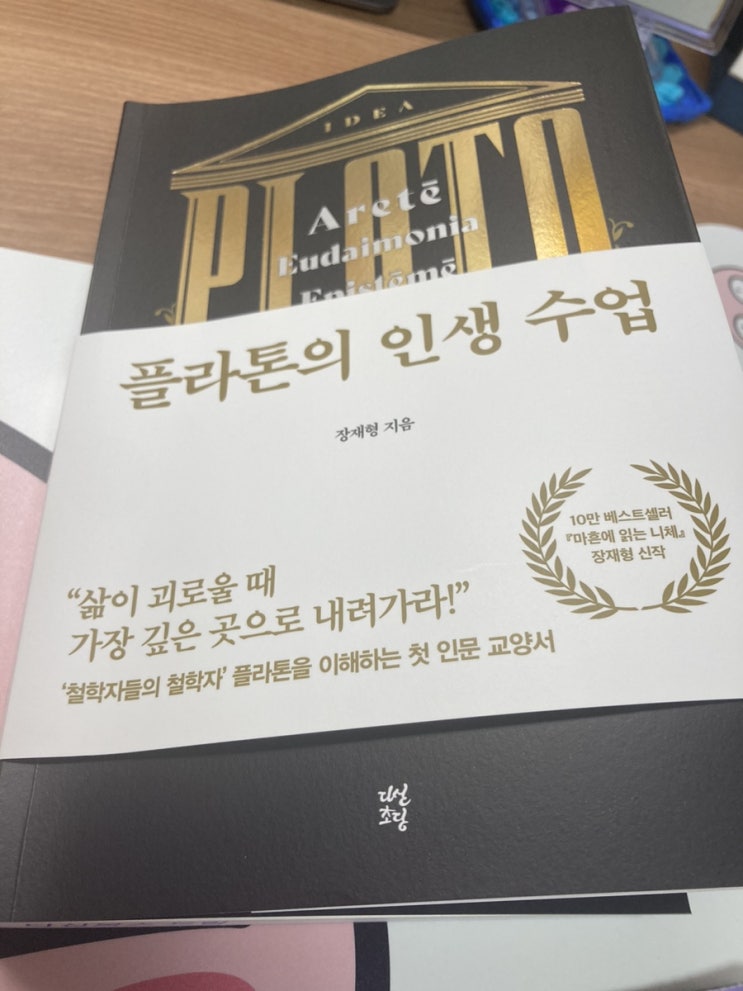 IDEA
PLATO
Aretē
Eudaimonia
Epistēmē
플라톤의 인생 수업
장재형 지음
10만 베스트셀러
『마흔에 읽는 니체』
장재형 신작
“삶이 괴로울 때
가장 깊은 곳으로 내려가라!”
‘철학자들의 철학자’ 플라톤을 이해하는 첫 인문 교양서
다산
초당